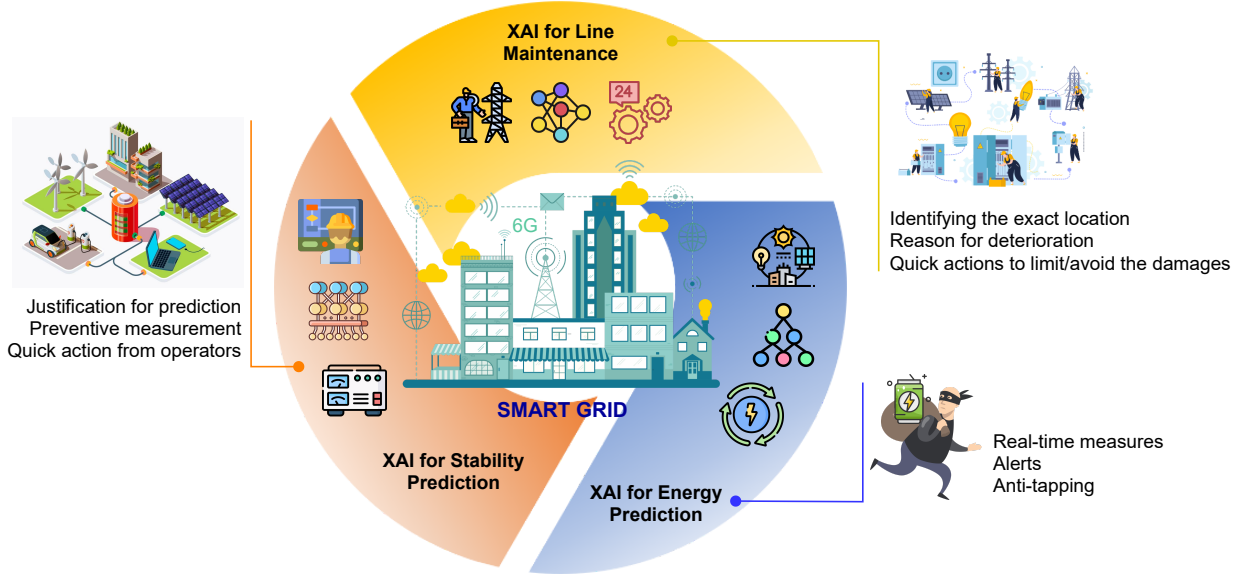 XAI for Line
Maintenance
24
Identifying the exact location
Reason for deterioration
Quick actions to limit/avoid the damages
Justification for prediction
Preventive measurement
Quick action from operators
6G
SMART GRID
XAI for Stability
Prediction
XAI for Energy
Prediction
Real-time measures
Alerts
Anti-tapping